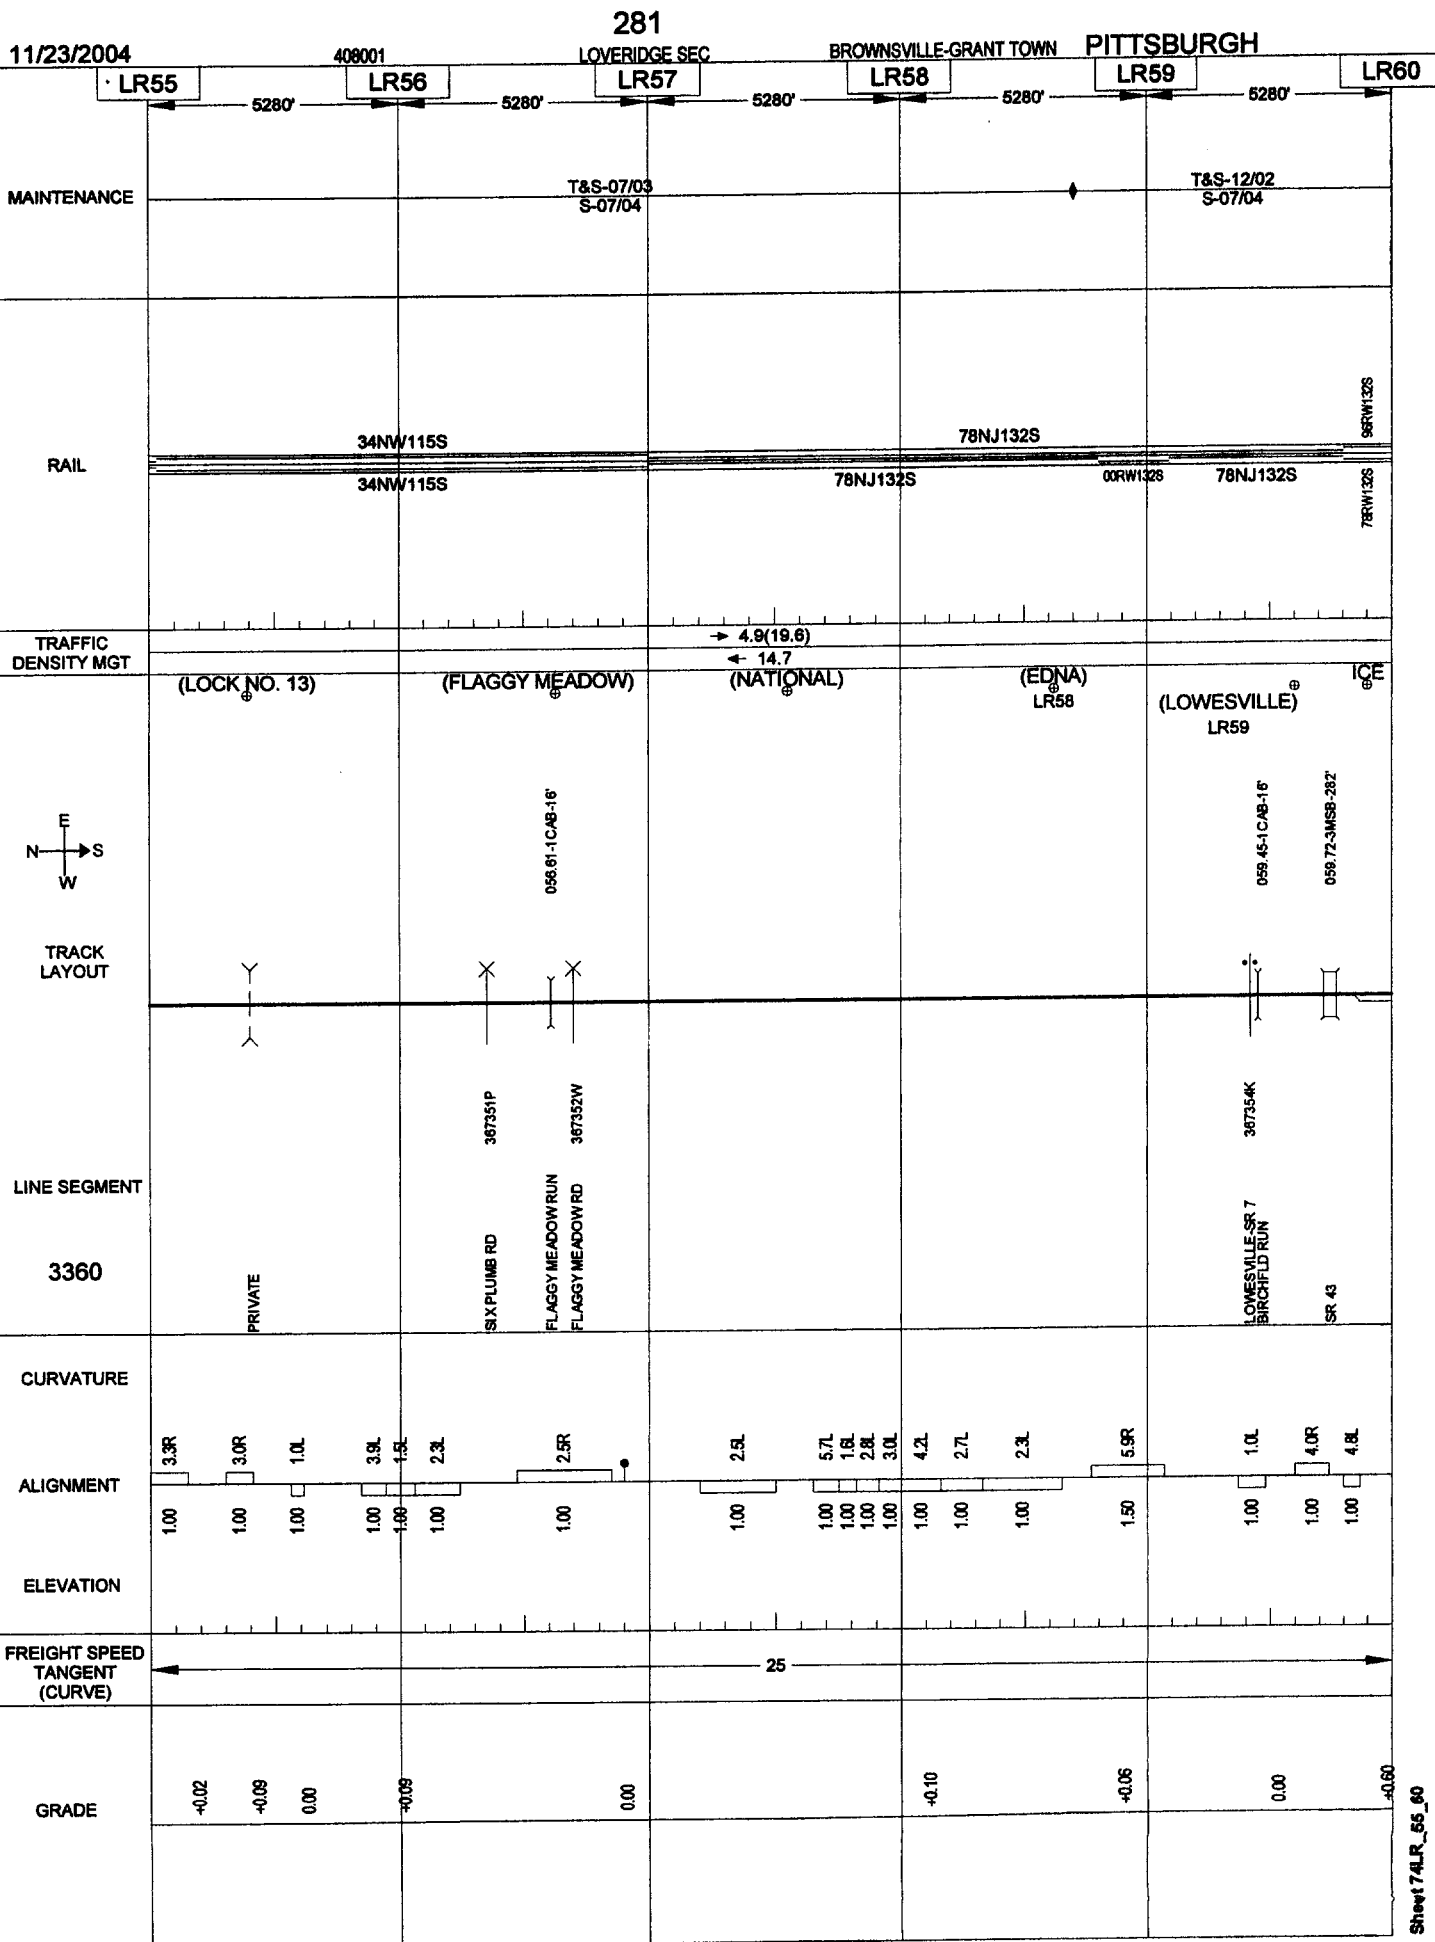 281
11/23/2004 408001 LOVERIDGE SEC BROWNSVILLE-GRANT TOWN PITTSBURGH
LR55 LR56 LR57 LR58 LR59 LR60
5280' 5280' 5280' 5280' 5280'
MAINTENANCE
T&S-07/03 T&S-12/02
S-07/04 S-07/04
RAIL
34NW115S 78NJ132S 96RW132S
34NW115S 78NJ132S 00RW132S 78NJ132S 78RW132S
TRAFFIC
DENSITY MGT
→ 4.9(19.6)
← 14.7
(LOCK NO. 13) (FLAGGY MEADOW) (NATIONAL) (EDNA) (LOWESVILLE) ICE
LR58 LR59
E
N S
W
056.61-1CAB-16' 059.45-1CAB-16' 059.72-3MSB-282'
TRACK
LAYOUT
367351P 367352W 367354K
LINE SEGMENT
3360
PRIVATE
SIX PLUMB RD
FLAGGY MEADOW RUN
FLAGGY MEADOW RD
LOWESVILLE-SR 7
BIRCHFLD RUN
SR 43
CURVATURE
3.3R 3.0R 1.0L 3.9L 1.5L 2.3L 2.5R 2.5L 5.7L 1.6L 2.8L 3.0L 4.2L 2.7L 2.3L 5.9R 1.0L 4.0R 4.8L
ALIGNMENT
1.00 1.00 1.00 1.00 1.00 1.00 1.00 1.00 1.00 1.00 1.00 1.00 1.00 1.00 1.00 1.50 1.00 1.00 1.00
ELEVATION
FREIGHT SPEED
TANGENT
(CURVE)
25
GRADE
+0.02 +0.09 0.00 +0.09 0.00 +0.10 +0.06 0.00 +0.60
Sheet 74LR_55_60